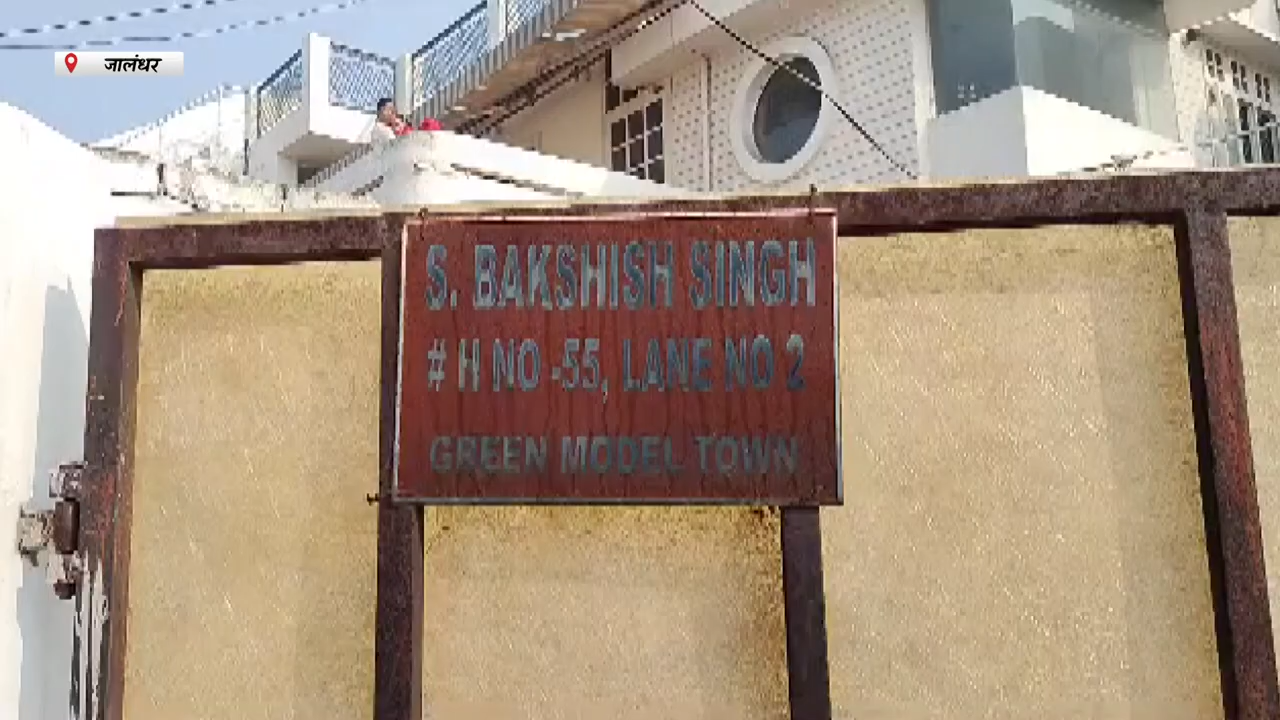 जालंधर
S. BAKSHISH SINGH
# H NO -55, LANE NO 2
GREEN MODEL TOWN